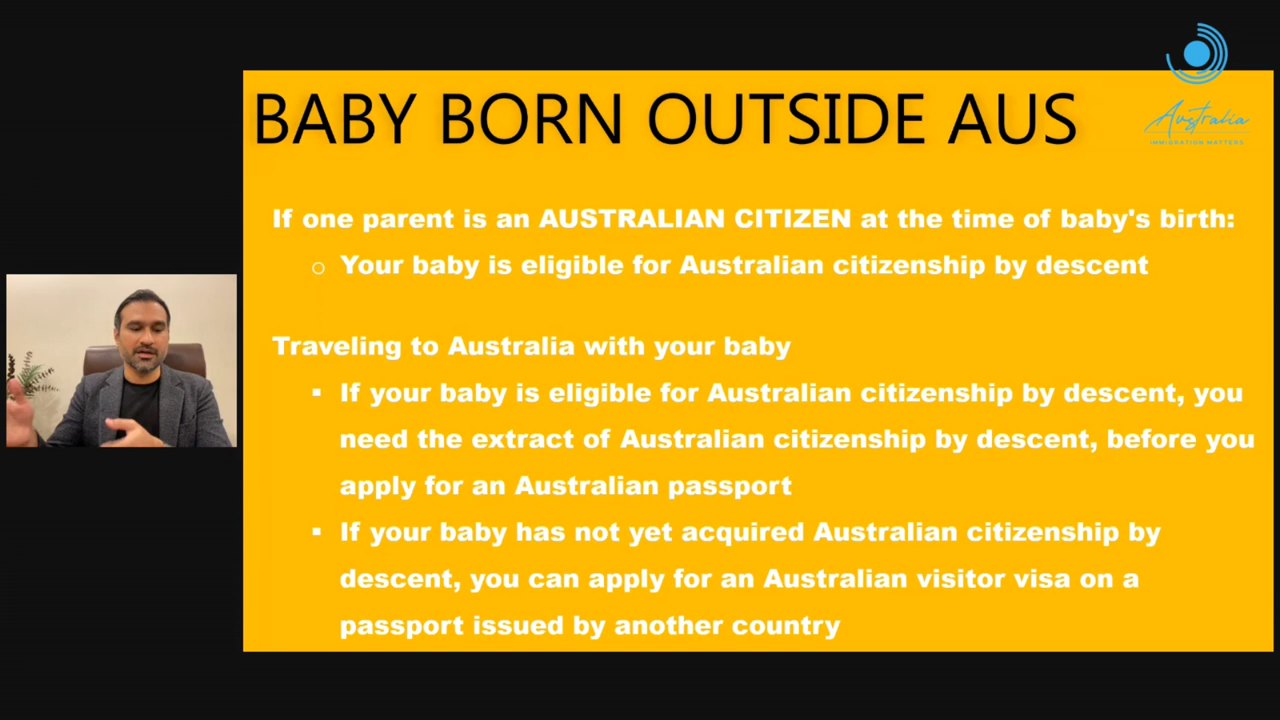 BABY BORN OUTSIDE AUS
Australia
IMMIGRATION MATTERS
If one parent is an AUSTRALIAN CITIZEN at the time of baby's birth:
Your baby is eligible for Australian citizenship by descent
Traveling to Australia with your baby
If your baby is eligible for Australian citizenship by descent, you
need the extract of Australian citizenship by descent, before you
apply for an Australian passport
If your baby has not yet acquired Australian citizenship by
descent, you can apply for an Australian visitor visa on a
passport issued by another country